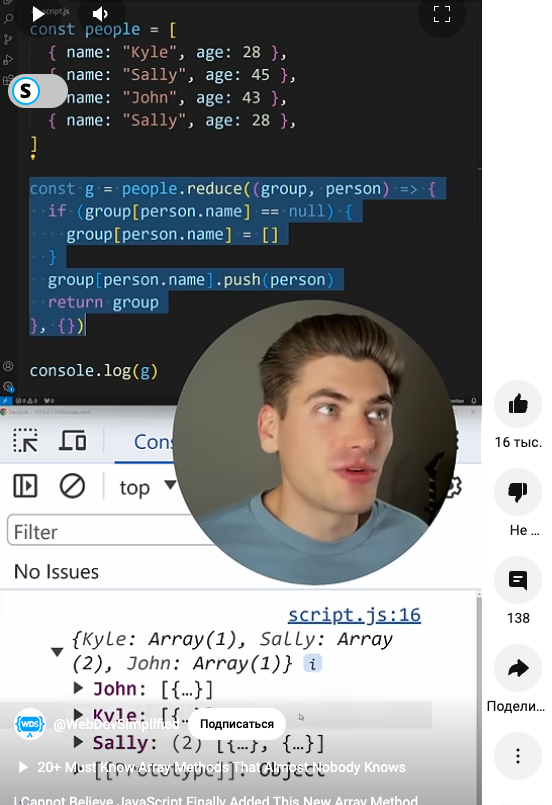 script.js
const people = [
{ name: "Kyle", age: 28 },
{ name: "Sally", age: 45 },
name: "John", age: 43 },
{ name: "Sally", age: 28 },
]
S
const g = people.reduce((group, person) => {
if (group[person.name] == null) {
group[person.name] = []
}
group[person.name].push(person)
return group
}, {})
console.log(g)
top
Filter
No Issues
script.js:16
{Kyle: Array(1), Sally: Array
(2), John: Array(1)} i
John: [{…}]
Kyle: [{…
Sally: (2) [{…}, {…}]
[[Prototype]]: Object
WDS
@WebDevSimplified
Подписаться
20+ Must Know Array Methods That Almost Nobody Knows
I Cannot Believe JavaScript Finally Added This New Array Method
16 тыс.
Не …
138
Подели…